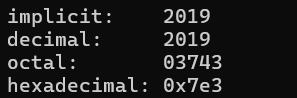 implicit:    2019
decimal:     2019
octal:       03743
hexadecimal: 0x7e3